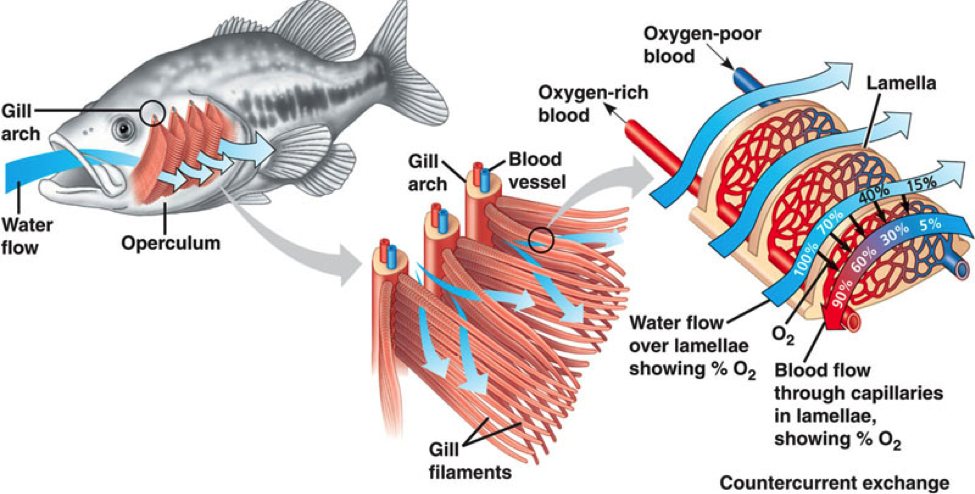 Gill
arch
Water
flow
Operculum
Gill
arch
Blood
vessel
Gill
filaments
Oxygen-poor
blood
Oxygen-rich
blood
Lamella
100%
70%
40%
15%
90%
60%
30%
5%
Water flow
over lamellae
showing % O₂
O₂
Blood flow
through capillaries
in lamellae,
showing % O₂
Countercurrent exchange